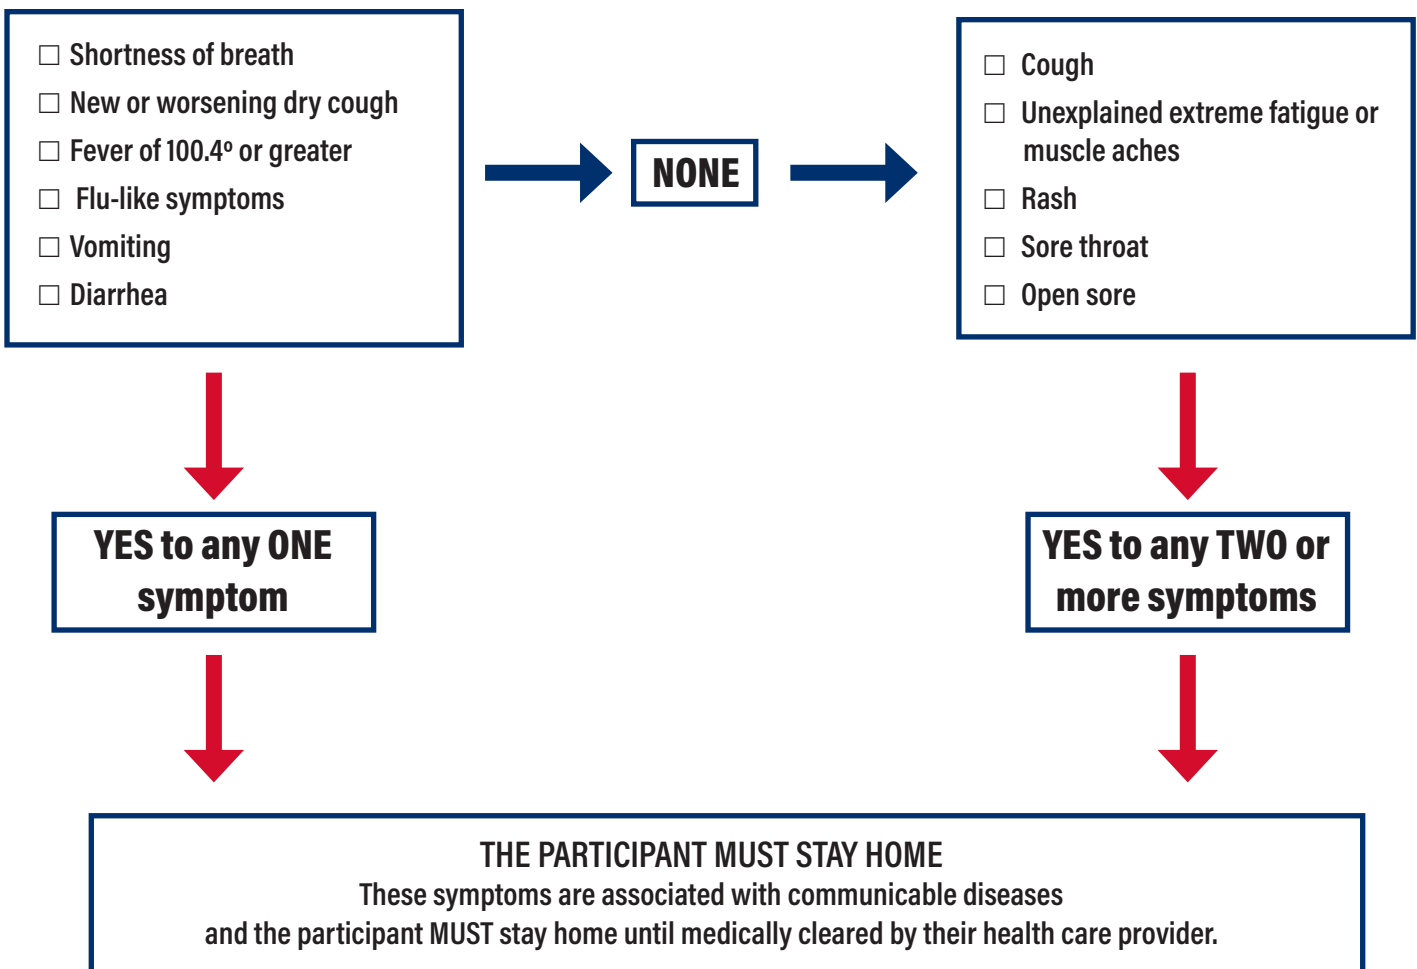 ☐ Shortness of breath
☐ New or worsening dry cough
☐ Fever of 100.4º or greater
☐ Flu-like symptoms
☐ Vomiting
☐ Diarrhea
NONE
☐ Cough
☐ Unexplained extreme fatigue or
muscle aches
☐ Rash
☐ Sore throat
☐ Open sore
YES to any ONE
symptom
YES to any TWO or
more symptoms
THE PARTICIPANT MUST STAY HOME
These symptoms are associated with communicable diseases
and the participant MUST stay home until medically cleared by their health care provider.